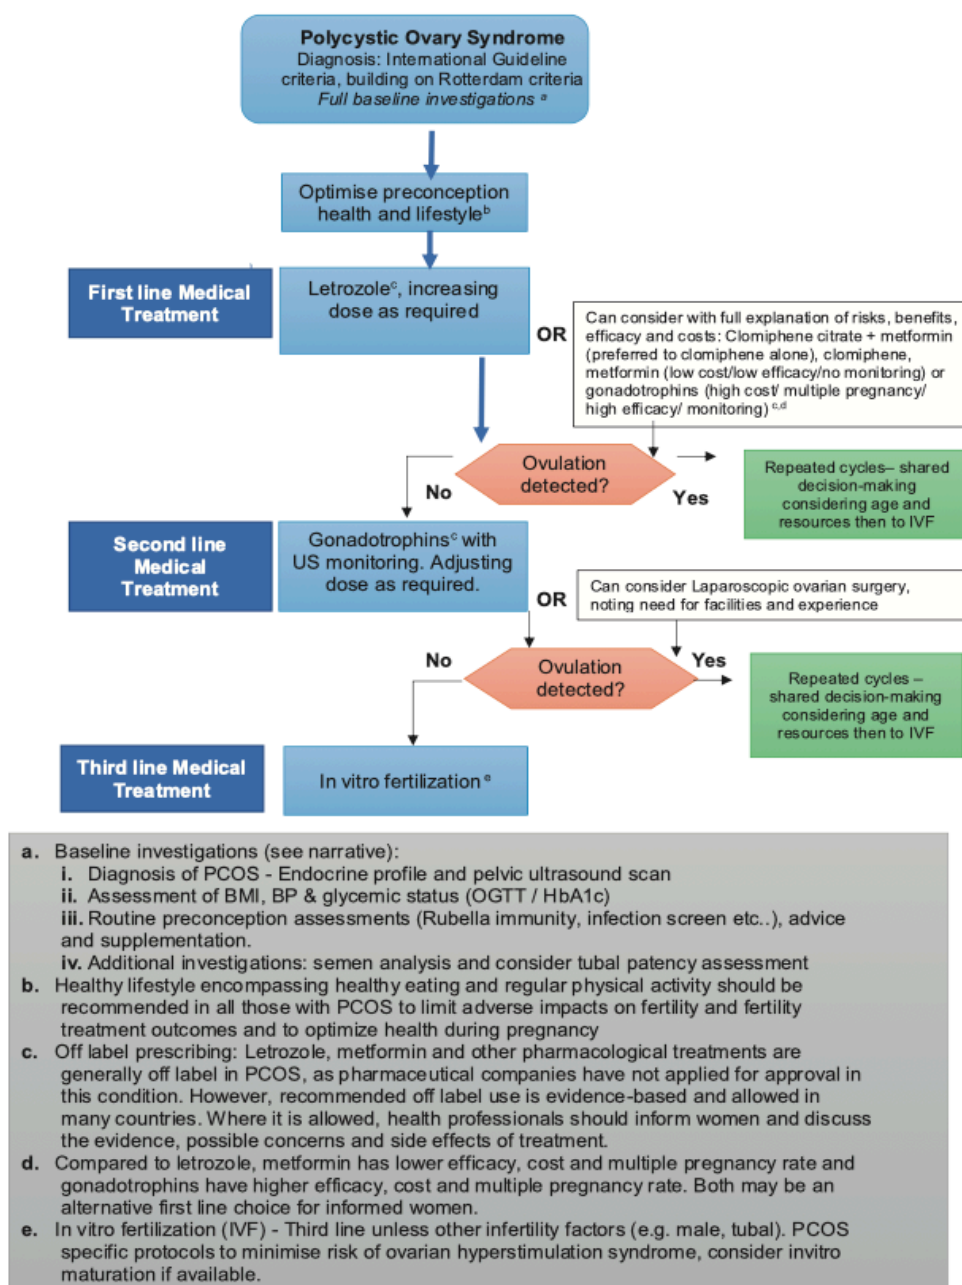 Polycystic Ovary Syndrome
Diagnosis: International Guideline
criteria, building on Rotterdam criteria
Full baseline investigations a
Optimise preconception
health and lifestyleb
First line Medical
Treatment
Letrozolec, increasing
dose as required
OR
Can consider with full explanation of risks, benefits,
efficacy and costs: Clomiphene citrate + metformin
(preferred to clomiphene alone), clomiphene,
metformin (low cost/low efficacy/no monitoring) or
gonadotrophins (high cost/ multiple pregnancy/
high efficacy/ monitoring) c,d
Ovulation
detected?
No
Yes
Repeated cycles– shared
decision-making
considering age and
resources then to IVF
Second line
Medical
Treatment
Gonadotrophinsc with
US monitoring. Adjusting
dose as required.
OR
Can consider Laparoscopic ovarian surgery,
noting need for facilities and experience
No
Ovulation
detected?
Yes
Repeated cycles –
shared decision-making
considering age and
resources then to IVF
Third line Medical
Treatment
In vitro fertilization e
a. Baseline investigations (see narrative):
i. Diagnosis of PCOS - Endocrine profile and pelvic ultrasound scan
ii. Assessment of BMI, BP & glycemic status (OGTT / HbA1c)
iii. Routine preconception assessments (Rubella immunity, infection screen etc..), advice
and supplementation.
iv. Additional investigations: semen analysis and consider tubal patency assessment
b. Healthy lifestyle encompassing healthy eating and regular physical activity should be
recommended in all those with PCOS to limit adverse impacts on fertility and fertility
treatment outcomes and to optimize health during pregnancy
c. Off label prescribing: Letrozole, metformin and other pharmacological treatments are
generally off label in PCOS, as pharmaceutical companies have not applied for approval in
this condition. However, recommended off label use is evidence-based and allowed in
many countries. Where it is allowed, health professionals should inform women and discuss
the evidence, possible concerns and side effects of treatment.
d. Compared to letrozole, metformin has lower efficacy, cost and multiple pregnancy rate and
gonadotrophins have higher efficacy, cost and multiple pregnancy rate. Both may be an
alternative first line choice for informed women.
e. In vitro fertilization (IVF) - Third line unless other infertility factors (e.g. male, tubal). PCOS
specific protocols to minimise risk of ovarian hyperstimulation syndrome, consider invitro
maturation if available.